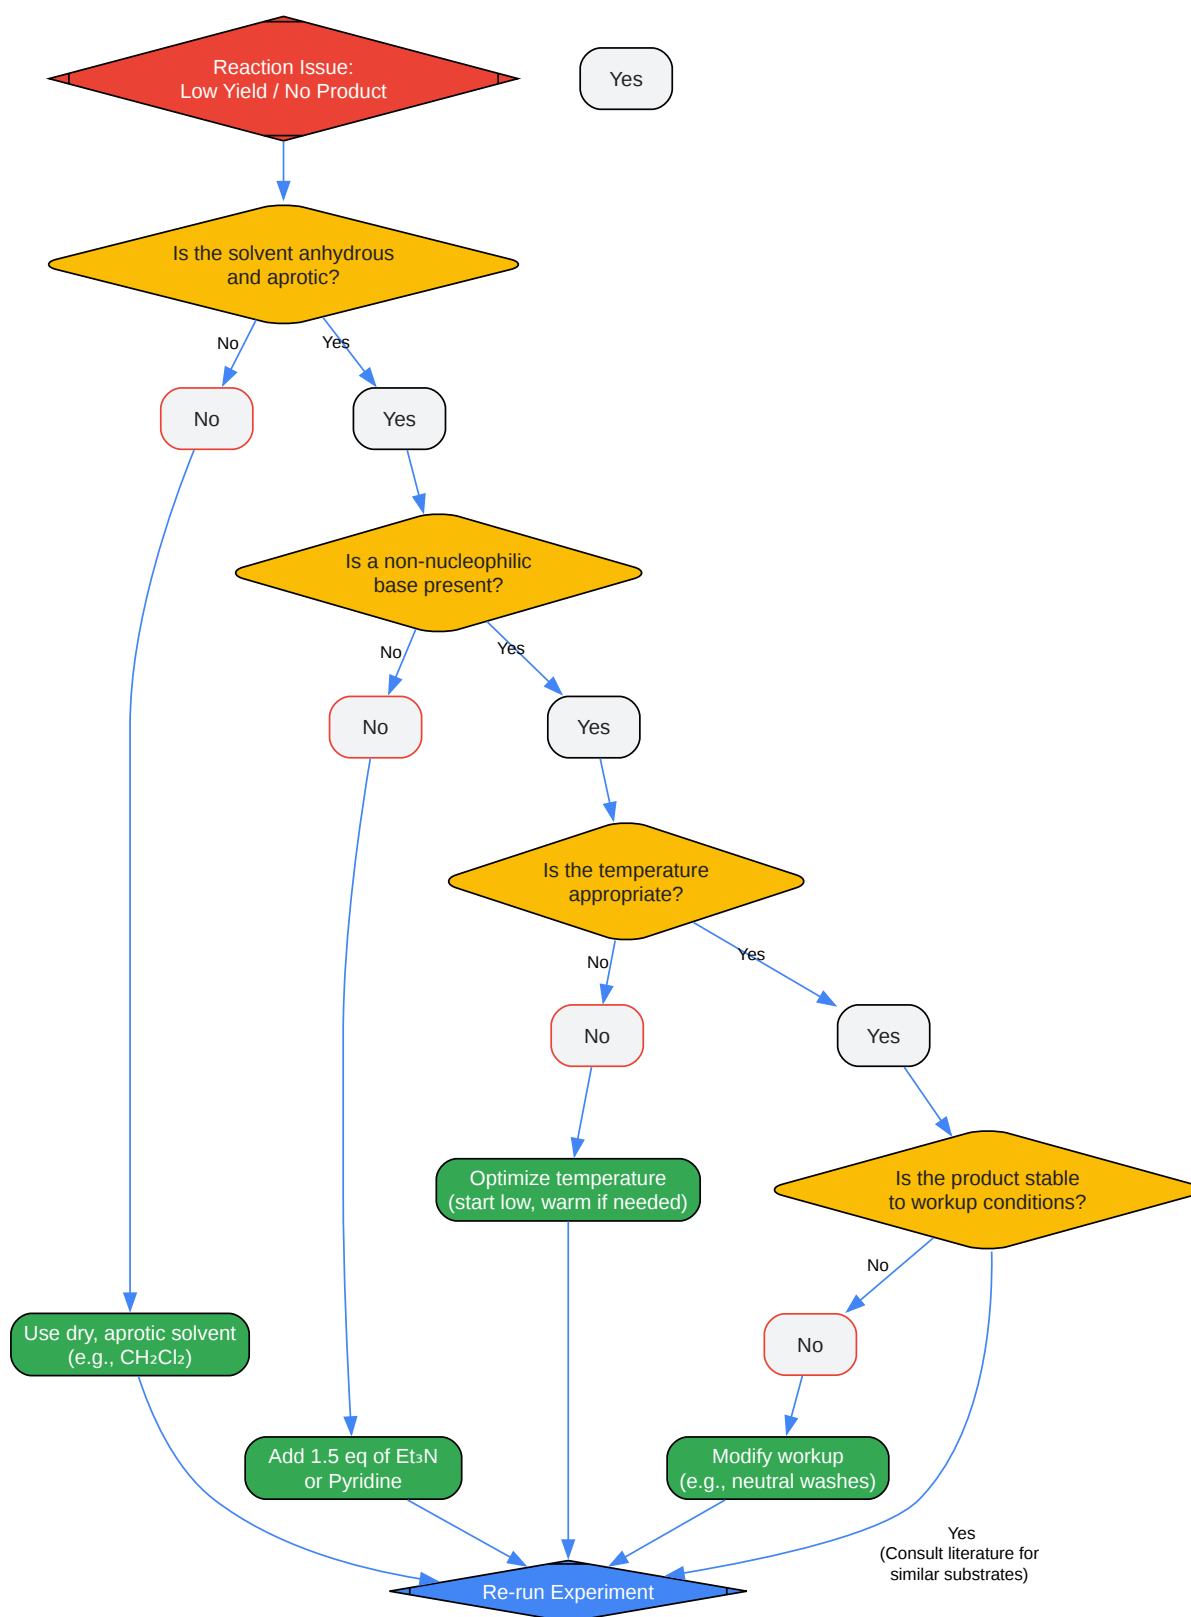 Reaction Issue:
Low Yield / No Product
Yes
Is the solvent anhydrous
and aprotic?
No
Yes
No
Yes
Is a non-nucleophilic
base present?
No
Yes
No
Yes
Is the temperature
appropriate?
No
Yes
No
Yes
Optimize temperature
(start low, warm if needed)
Is the product stable
to workup conditions?
No
Use dry, aprotic solvent
(e.g., CH₂Cl₂)
No
Add 1.5 eq of Et₃N
or Pyridine
Modify workup
(e.g., neutral washes)
Yes
(Consult literature for
similar substrates)
Re-run Experiment